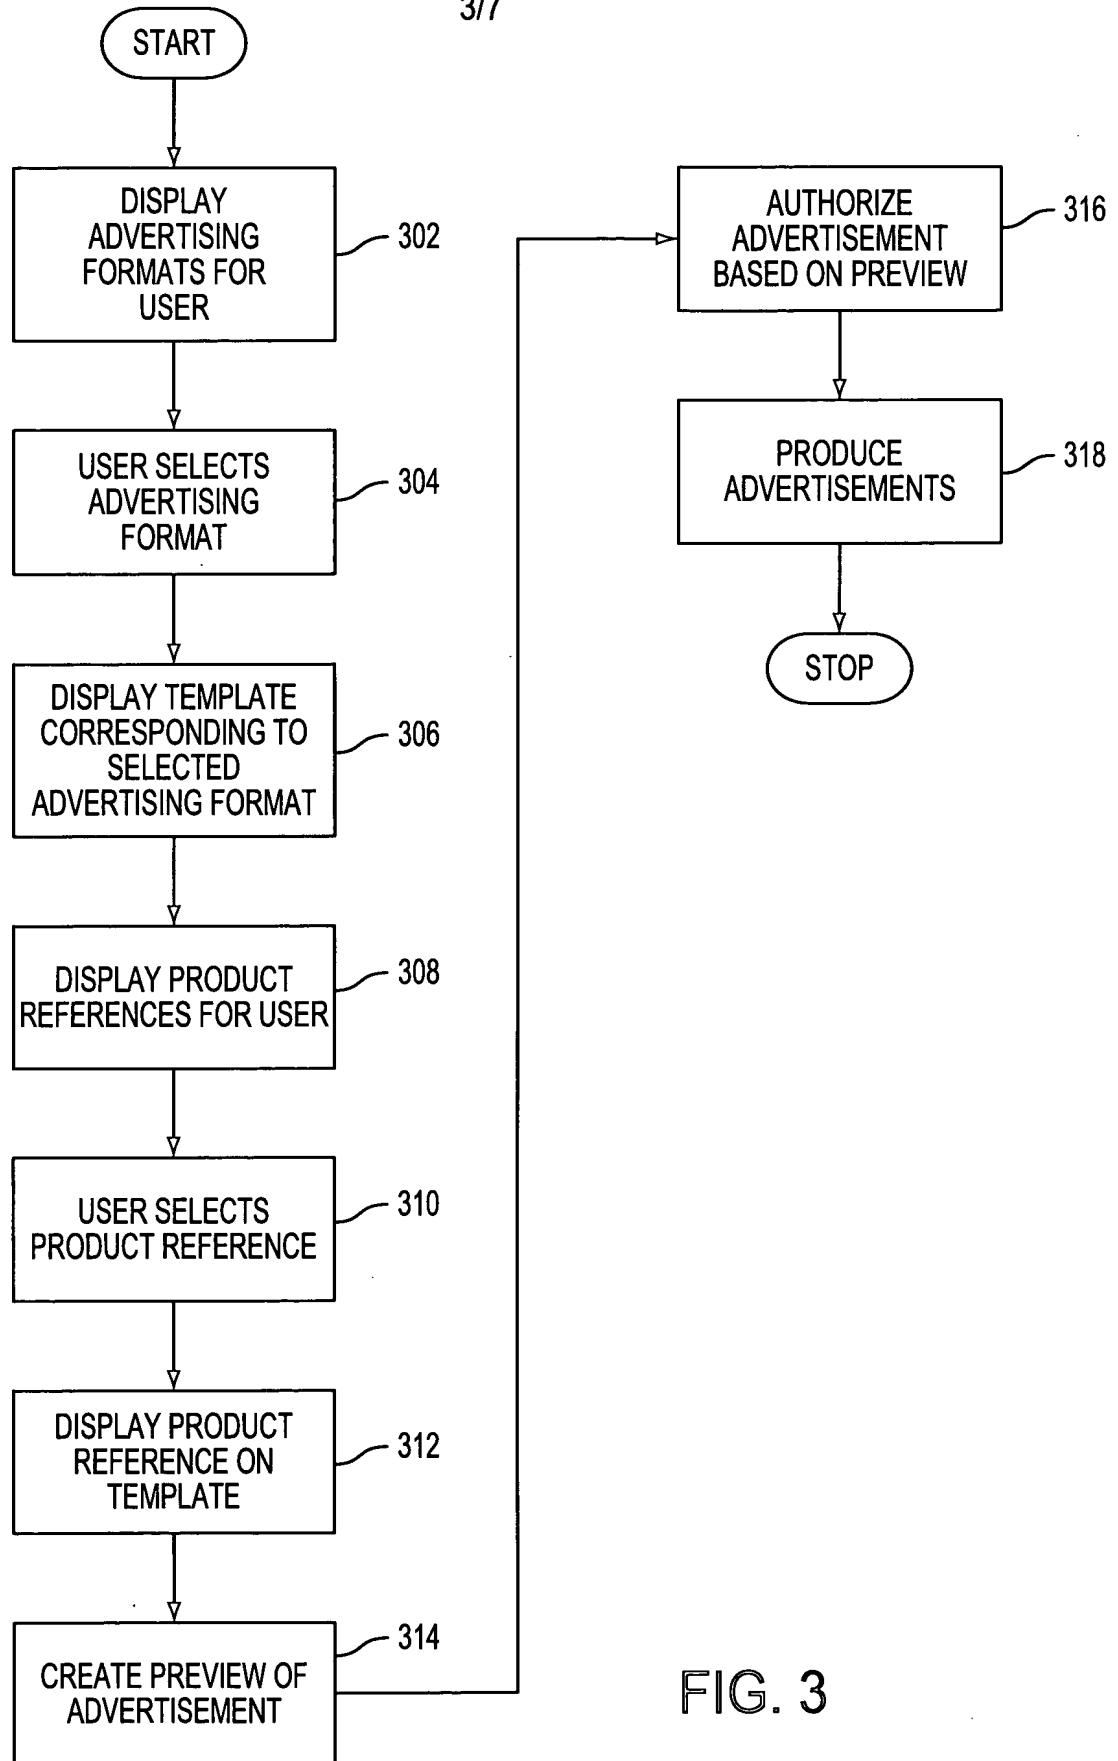 3/7
START
DISPLAY
ADVERTISING
FORMATS FOR
USER
302
USER SELECTS
ADVERTISING
FORMAT
304
DISPLAY TEMPLATE
CORRESPONDING TO
SELECTED
ADVERTISING FORMAT
306
DISPLAY PRODUCT
REFERENCES FOR USER
308
USER SELECTS
PRODUCT REFERENCE
310
DISPLAY PRODUCT
REFERENCE ON
TEMPLATE
312
CREATE PREVIEW OF
ADVERTISEMENT
314
AUTHORIZE
ADVERTISEMENT
BASED ON PREVIEW
316
PRODUCE
ADVERTISEMENTS
318
STOP
FIG. 3